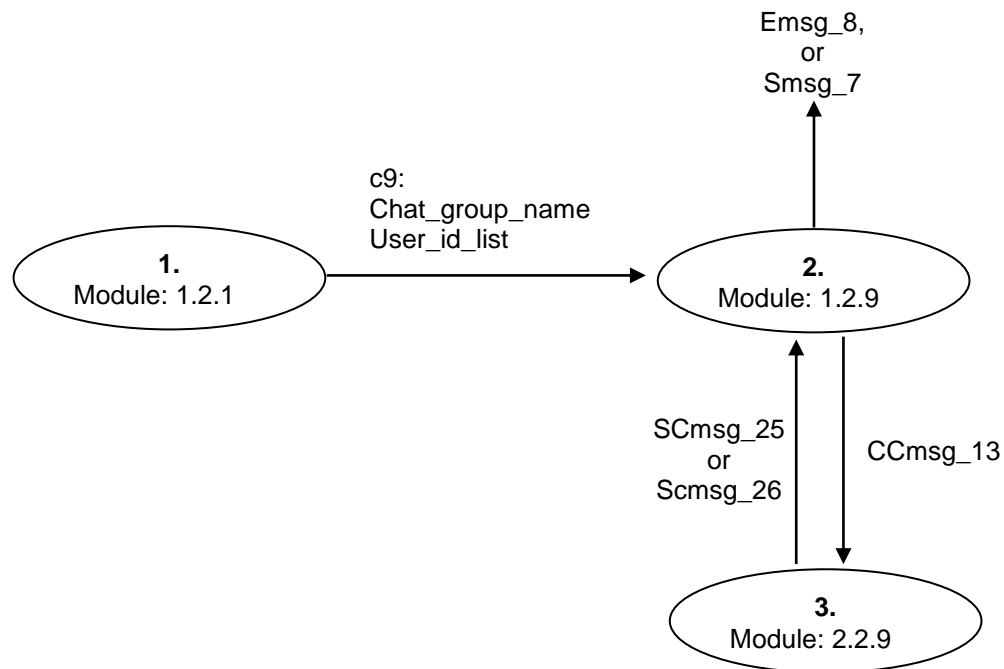 Emsg_8,
or
Smsg_7
c9:
Chat_group_name
User_id_list
1.
Module: 1.2.1
2.
Module: 1.2.9
SCmsg_25
or
Scmsg_26
CCmsg_13
3.
Module: 2.2.9